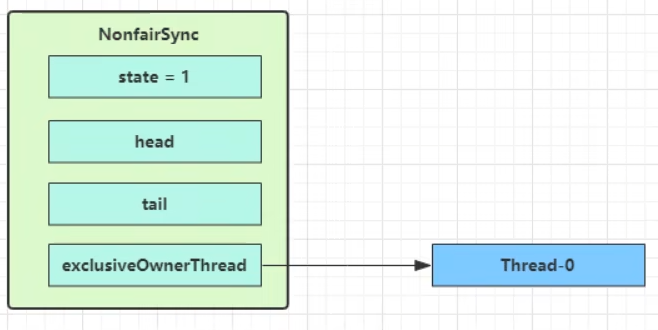 NonfairSync
state = 1
head
tail
exclusiveOwnerThread
Thread-0